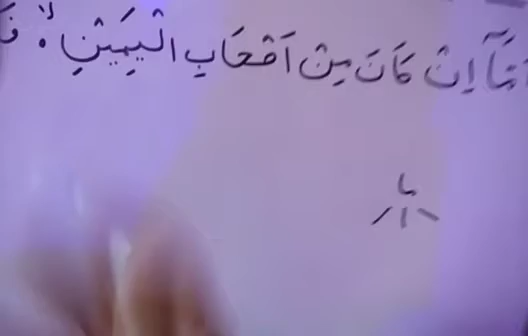 اَمَّآ اِنْ كَانَ مِنْ اَصْحَابِ الْيَمِيْنِ ۙ